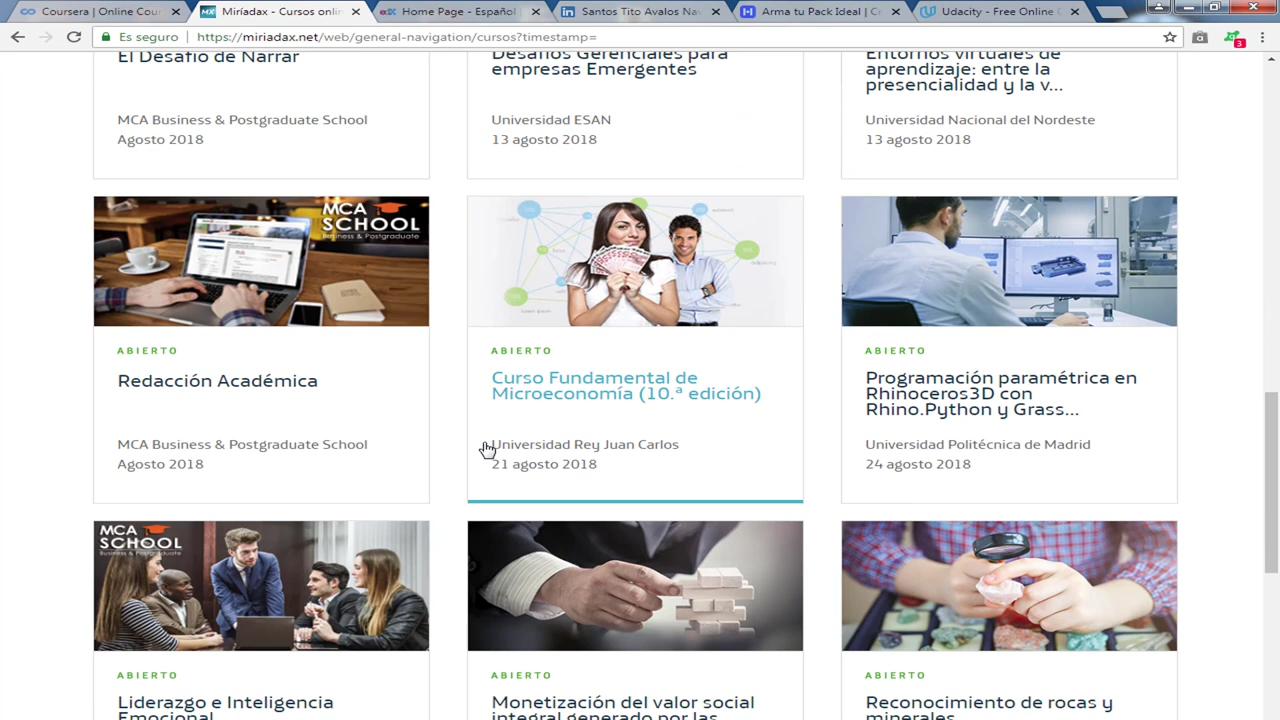 Coursera | Online Cour
Miríadax - Cursos onlin
Home Page - Español
Santos Tito Avalos Nav
Arma tu Pack Ideal | Cr
Udacity - Free Online C
Es seguro
https://miriadax.net/web/general-navigation/cursos?timestamp=
3
El Desafío de Narrar
MCA Business & Postgraduate School
Agosto 2018
Desafíos Gerenciales para
empresas Emergentes
Universidad ESAN
13 agosto 2018
Entornos virtuales de
aprendizaje: entre la
presencialidad y la v...
Universidad Nacional del Nordeste
13 agosto 2018
MCA
SCHOOL
Business & Postgraduate
ABIERTO
Redacción Académica
MCA Business & Postgraduate School
Agosto 2018
ABIERTO
Curso Fundamental de
Microeconomía (10.ª edición)
Universidad Rey Juan Carlos
21 agosto 2018
ABIERTO
Programación paramétrica en
Rhinoceros3D con
Rhino.Python y Grass...
Universidad Politécnica de Madrid
24 agosto 2018
MCA
SCHOOL
Business & Postgraduate
ABIERTO
Liderazgo e Inteligencia
Emocional
ABIERTO
Monetización del valor social
integral generado por las
ABIERTO
Reconocimiento de rocas y
minerales